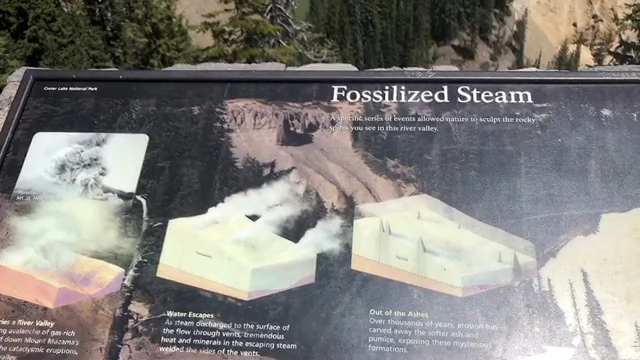 Crater Lake National Park
Fossilized Steam
A specific series of events allowed nature to sculpt the rocky
spires you see in this river valley.
Mt. St.
a River Valley
avalanche of gas-rich
down Mount Mazama's
cataclysmic eruptions,
valley.
Water Escapes
As steam discharged to the surface of
the flow through vents, tremendous
heat and minerals in the escaping steam
welded the sides of the vents.
Out of the Ashes
Over thousands of years, erosion has
carved away the softer ash and
pumice, exposing these mysterious
formations.